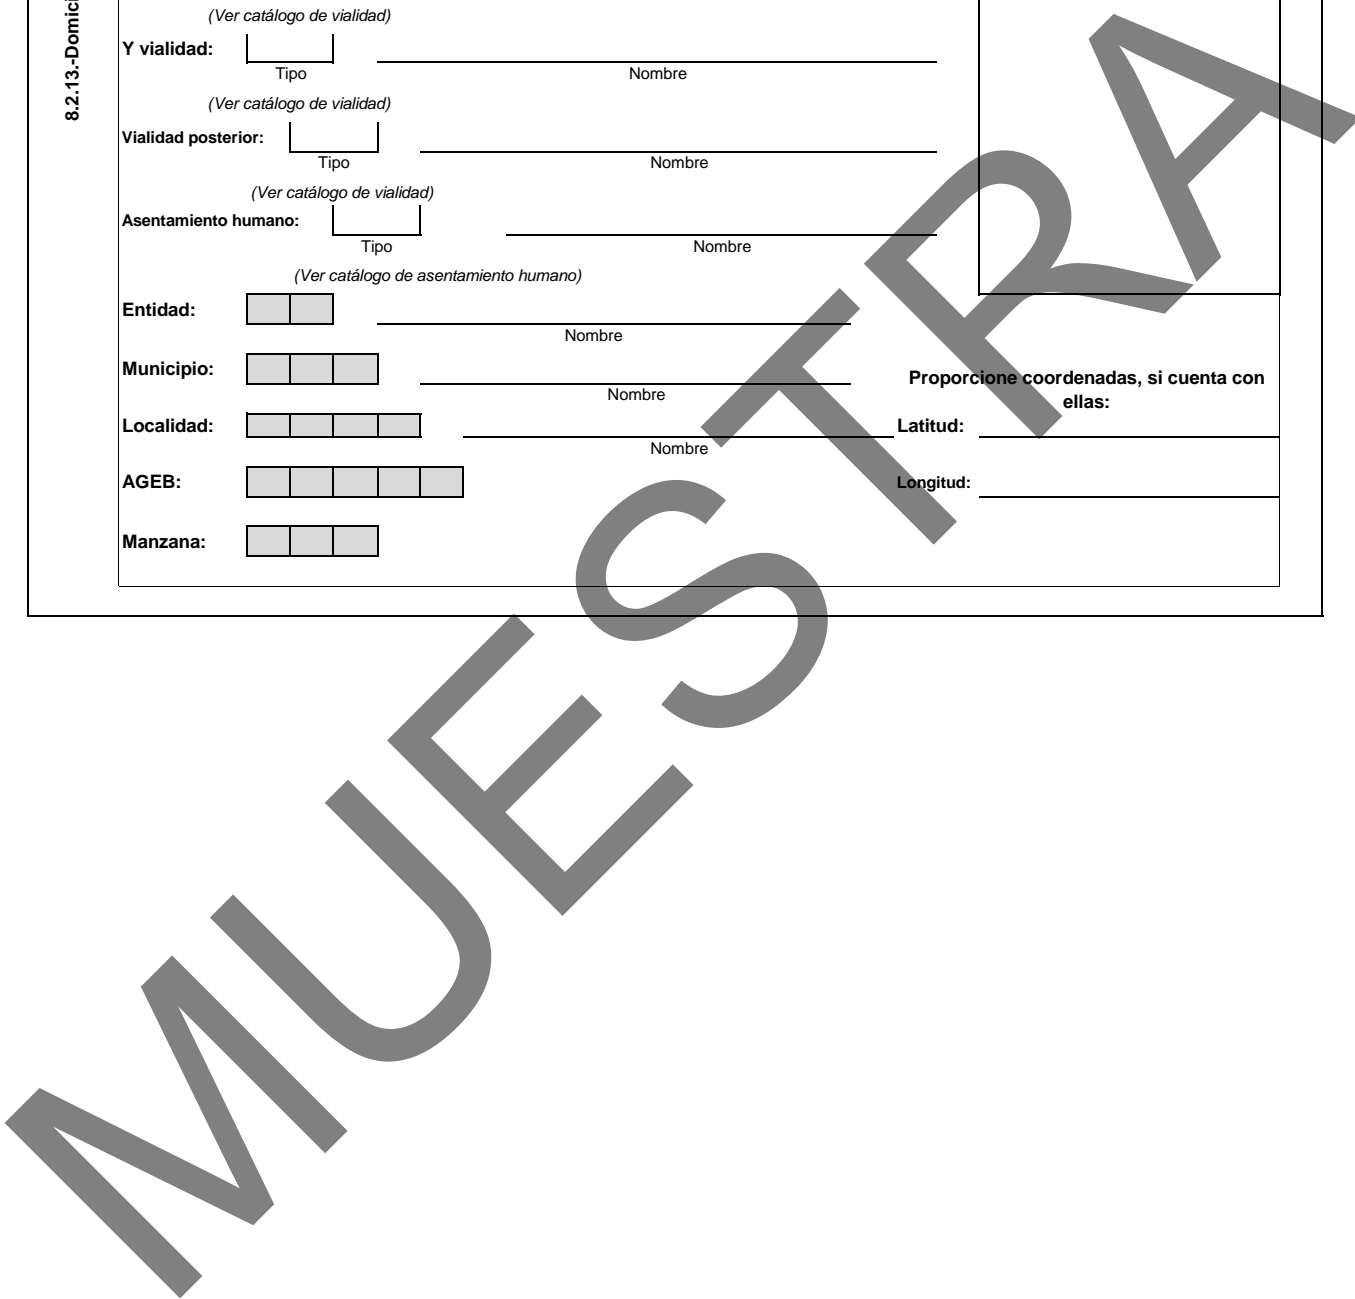 (Ver catálogo de vialidad)
8.2.13.-Domici
Y vialidad:
Tipo Nombre
(Ver catálogo de vialidad)
Vialidad posterior:
Tipo Nombre
(Ver catálogo de vialidad)
Asentamiento humano:
Tipo Nombre
(Ver catálogo de asentamiento humano)
Entidad:
Nombre
Municipio:
Nombre
Proporcione coordenadas, si cuenta con
ellas:
Localidad:
Nombre
Latitud:
AGEB:
Longitud:
Manzana:
MUESTRA